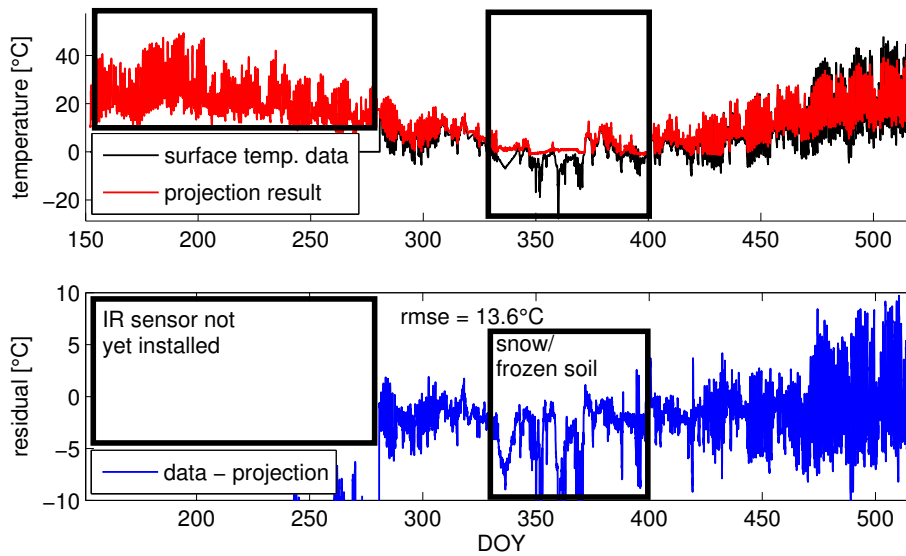 temperature [°C]
40
20
0
−20
surface temp. data
projection result
150 200 250 300 350 400 450 500
residual [°C]
10
5
0
−5
−10
IR sensor not
yet installed
rmse = 13.6°C
snow/
frozen soil
data − projection
200 250 300 350 400 450 500
DOY